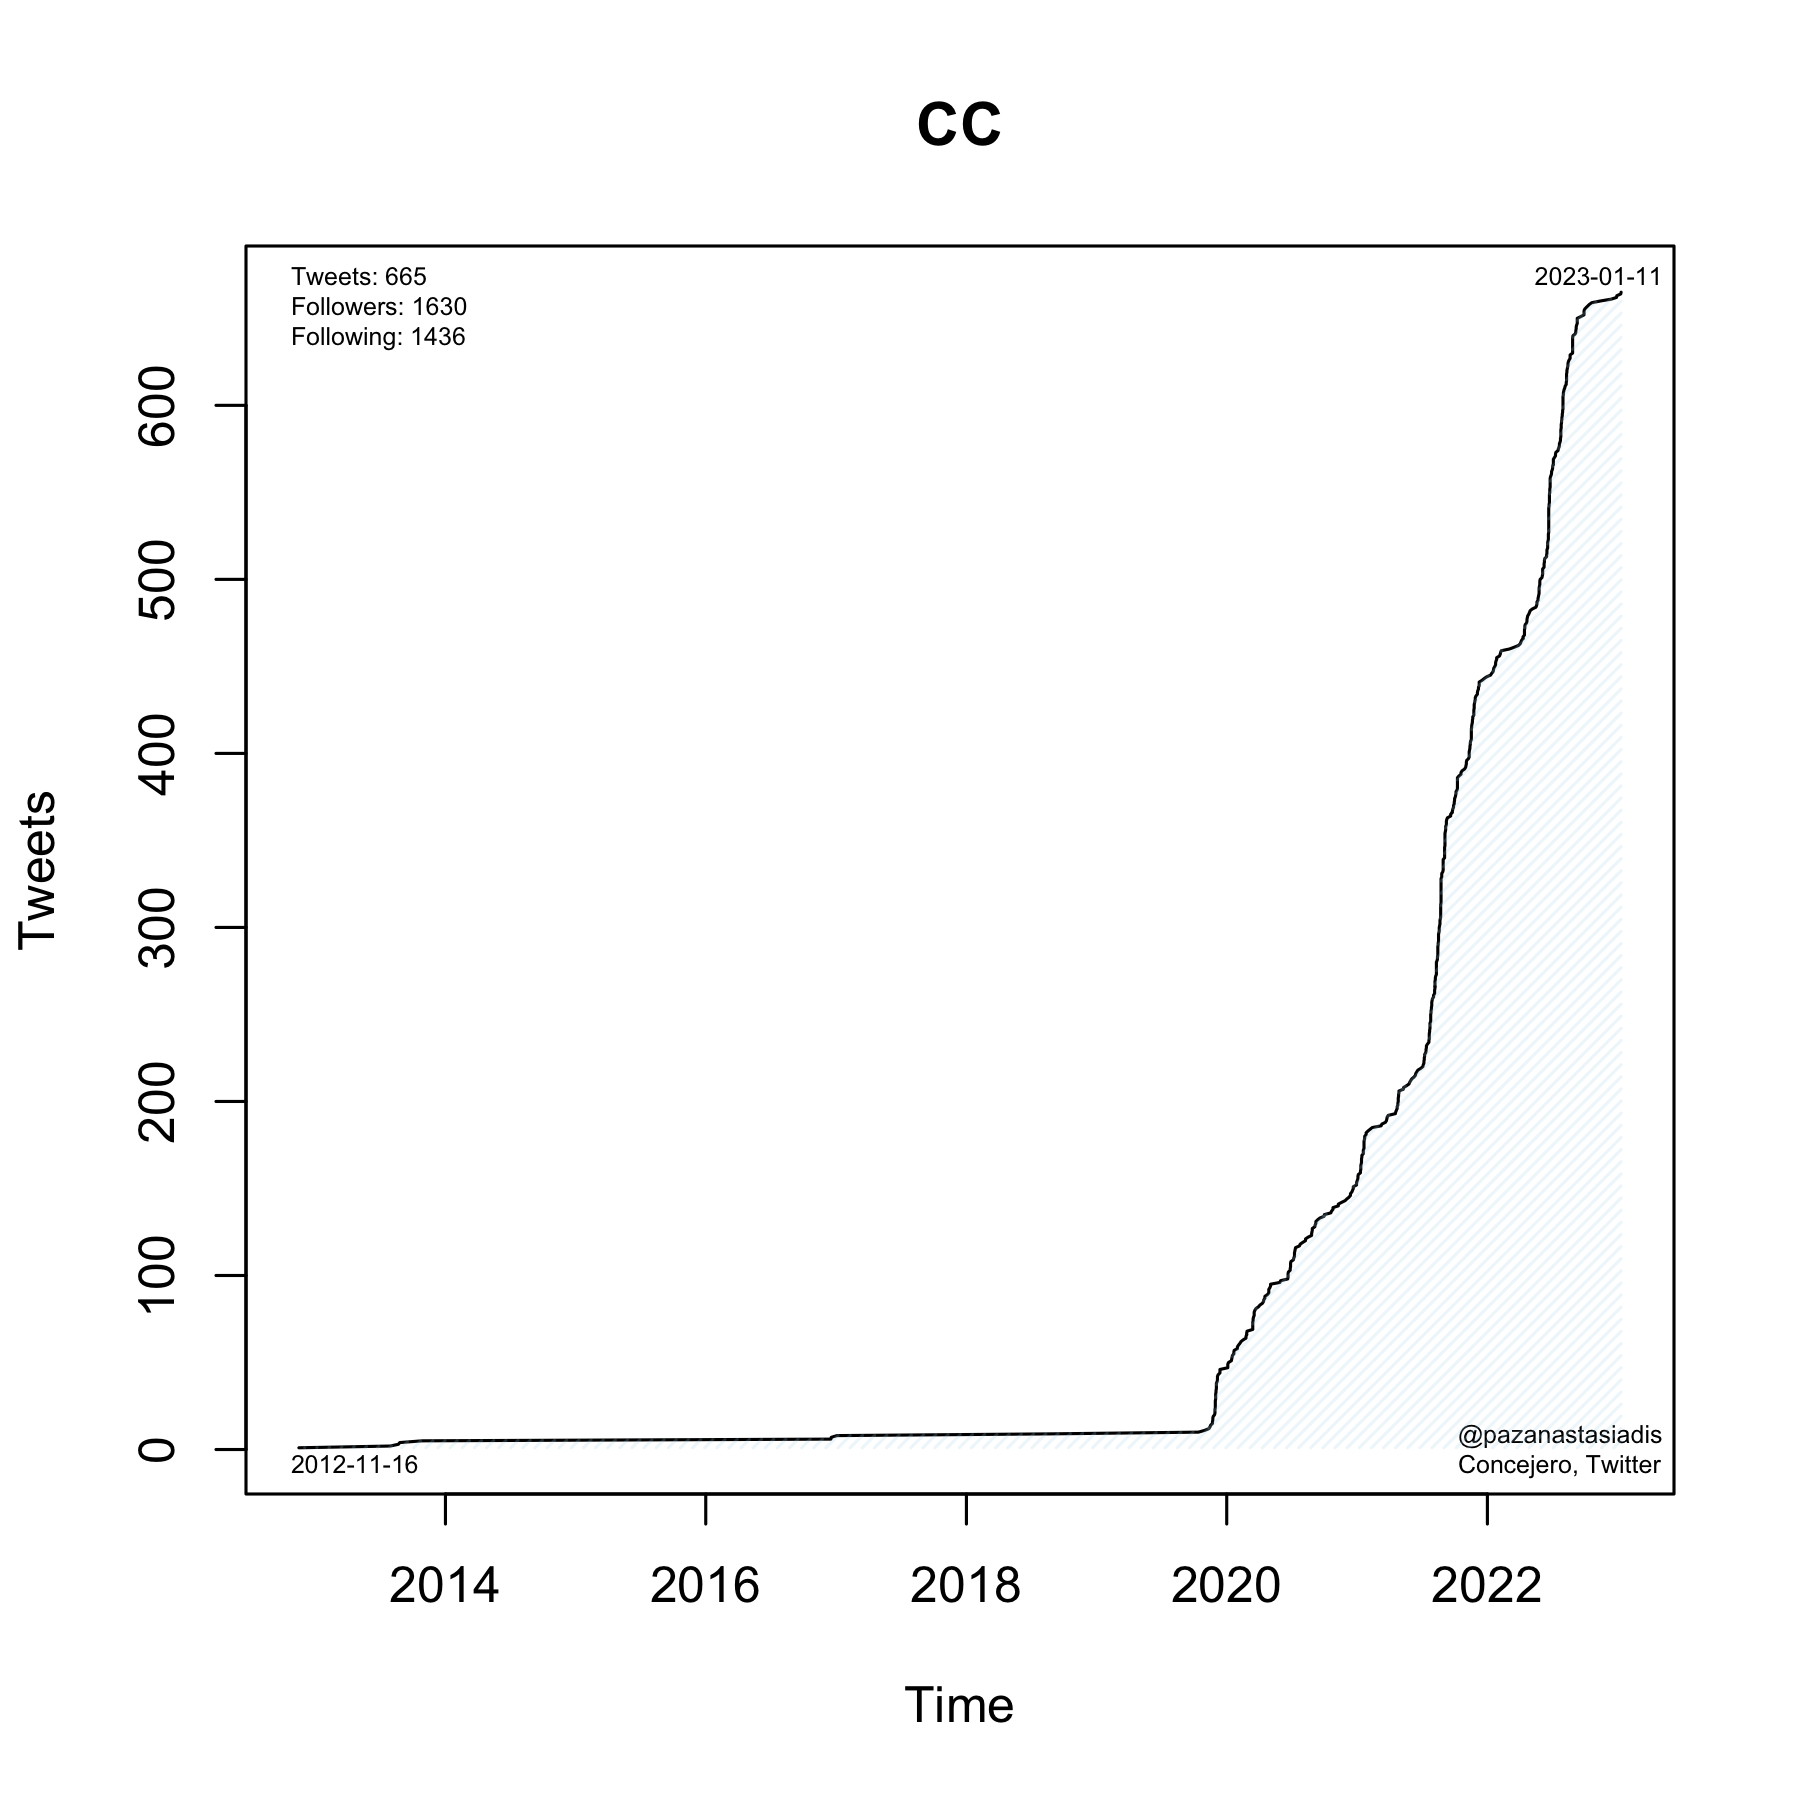 CC
Tweets: 665
Followers: 1630
Following: 1436
2023-01-11
600
500
400
300
200
100
0
Tweets
2012-11-16
@pazanastasiadis
Concejero, Twitter
2014 2016 2018 2020 2022
Time